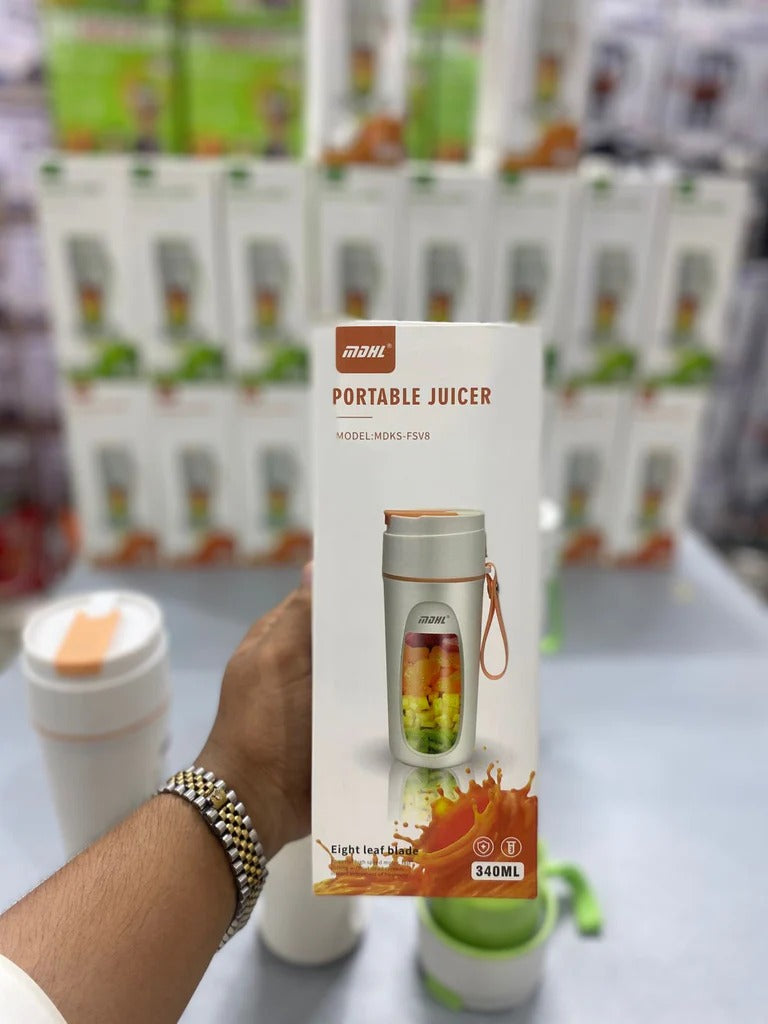 MDHL®
PORTABLE JUICER
MODEL:MDKS-FSV8
MDHL®
Eight leaf blade
340ML